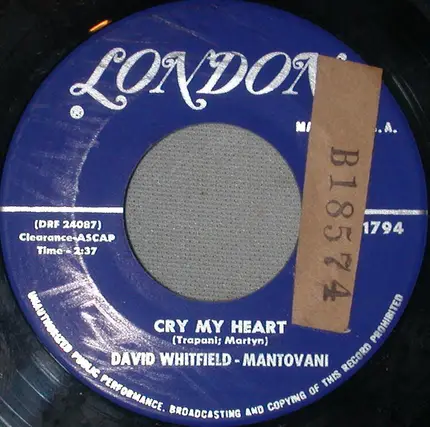 LONDON
®
MA
.A.
B18574
(DRF 24087)
Clearance-ASCAP
Time - 2:37
1794
CRY MY HEART
(Trapani; Martyn)
DAVID WHITFIELD - MANTOVANI
UNAUTHORIZED PUBLIC PERFORMANCE, BROADCASTING AND COPYING OF THIS RECORD PROHIBITED